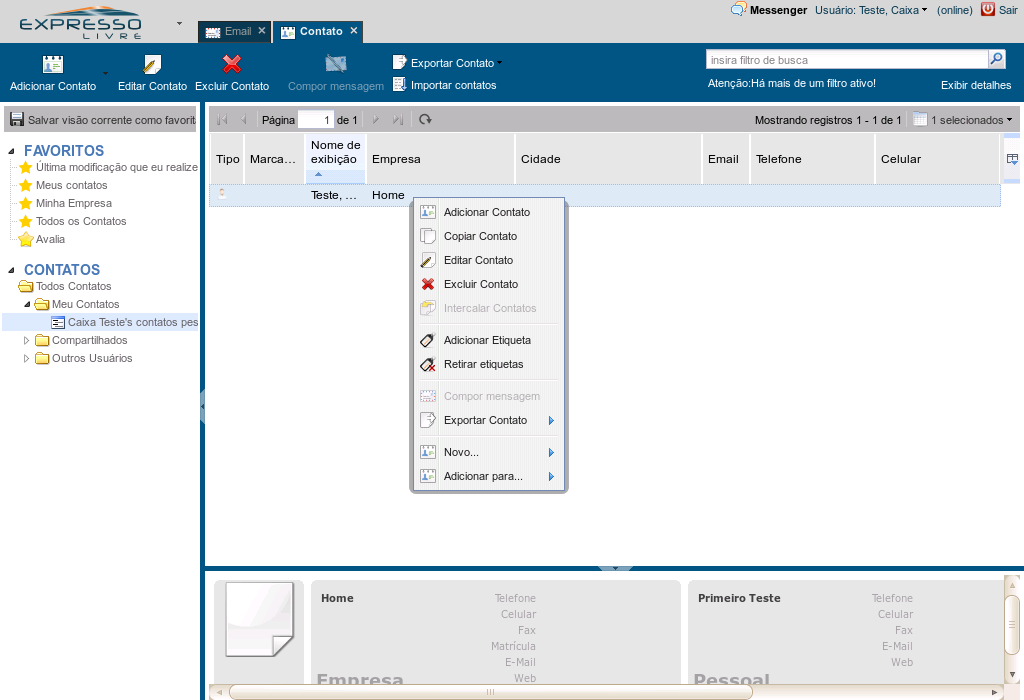 EXPRESSO
LIVRE
Email
Contato
Messenger
Usuário: Teste, Caixa
(online)
Sair
Adicionar Contato
Editar Contato
Excluir Contato
Compor mensagem
Exportar Contato
Importar contatos
insira filtro de busca
Atenção:Há mais de um filtro ativo!
Exibir detalhes
Salvar visão corrente como favorit
Página 1 de 1
Mostrando registros 1 - 1 de 1
1 selecionados
FAVORITOS
Última modificação que eu realize
Meus contatos
Minha Empresa
Todos os Contatos
Avalia
CONTATOS
Todos Contatos
Meu Contatos
Caixa Teste's contatos pes
Compartilhados
Outros Usuários
Tipo
Marca...
Nome de
exibição
Empresa
Cidade
Email
Telefone
Celular
Teste, ...
Home
Adicionar Contato
Copiar Contato
Editar Contato
Excluir Contato
Intercalar Contatos
Adicionar Etiqueta
Retirar etiquetas
Compor mensagem
Exportar Contato
Novo...
Adicionar para...
Home
Telefone
Celular
Fax
Matrícula
E-Mail
Web
Empresa
Primeiro Teste
Telefone
Celular
Fax
E-Mail
Web
Pessoal